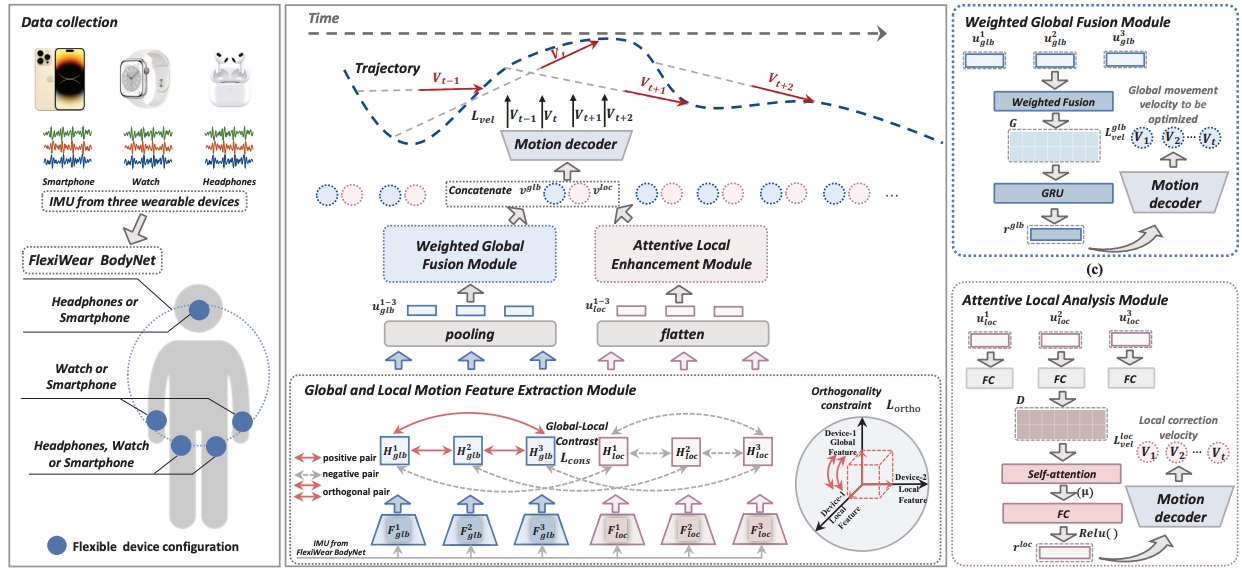 Data collection
Smartphone
Watch
Headphones
IMU from three wearable devices
FlexiWear BodyNet
Headphones or
Smartphone
Watch or
Smartphone
Headphones, Watch
or Smartphone
Flexible device configuration
Time
Trajectory
V_{t-1}
V_t
V_{t+1}
V_{t+2}
L_{vel}
V_{t-1}
V_t
V_{t+1}
V_{t+2}
Motion decoder
Concatenate v^{glb} v^{loc}
...
Weighted Global
Fusion Module
Attentive Local
Enhancement Module
u_{glb}^{1-3}
u_{loc}^{1-3}
pooling
flatten
Global and Local Motion Feature Extraction Module
Global-Local
Contrast
L_{cons}
positive pair
negative pair
orthogonal pair
H_{glb}^1
H_{glb}^2
H_{glb}^3
H_{loc}^1
H_{loc}^2
H_{loc}^3
F_{glb}^1
F_{glb}^2
F_{glb}^3
F_{loc}^1
F_{loc}^2
F_{loc}^3
IMU from
FlexiWear BodyNet
Orthogonality
constraint
L_{ortho}
Device-1
Global
Feature
Device-2
Local
Feature
Device-1
Local
Feature
Weighted Global Fusion Module
u_{glb}^1
u_{glb}^2
u_{glb}^3
Weighted Fusion
G
GRU
r^{glb}
Global movement
velocity to be
optimized
L_{vel}^{glb}
V_1
V_2
...
V_t
Motion
decoder
(c)
Attentive Local Analysis Module
u_{loc}^1
u_{loc}^2
u_{loc}^3
FC
FC
FC
D
Self-attention
(μ)
FC
Relu( )
r^{loc}
Local correction
velocity
L_{vel}^{loc}
V_1
V_2
...
V_t
Motion
decoder